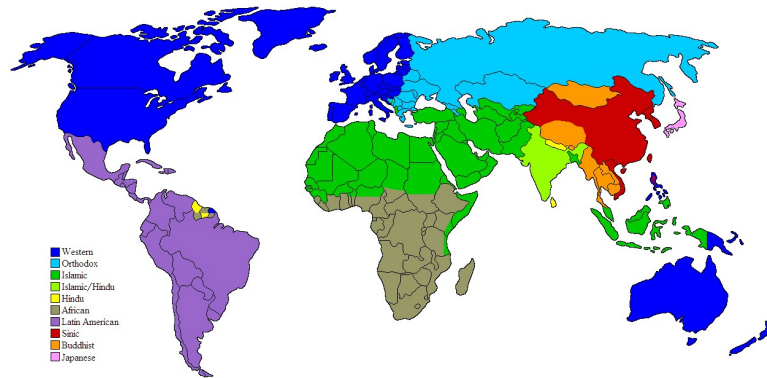 Western
Orthodox
Islamic
Islamic/Hindu
Hindu
African
Latin American
Sinic
Buddhist
Japanese